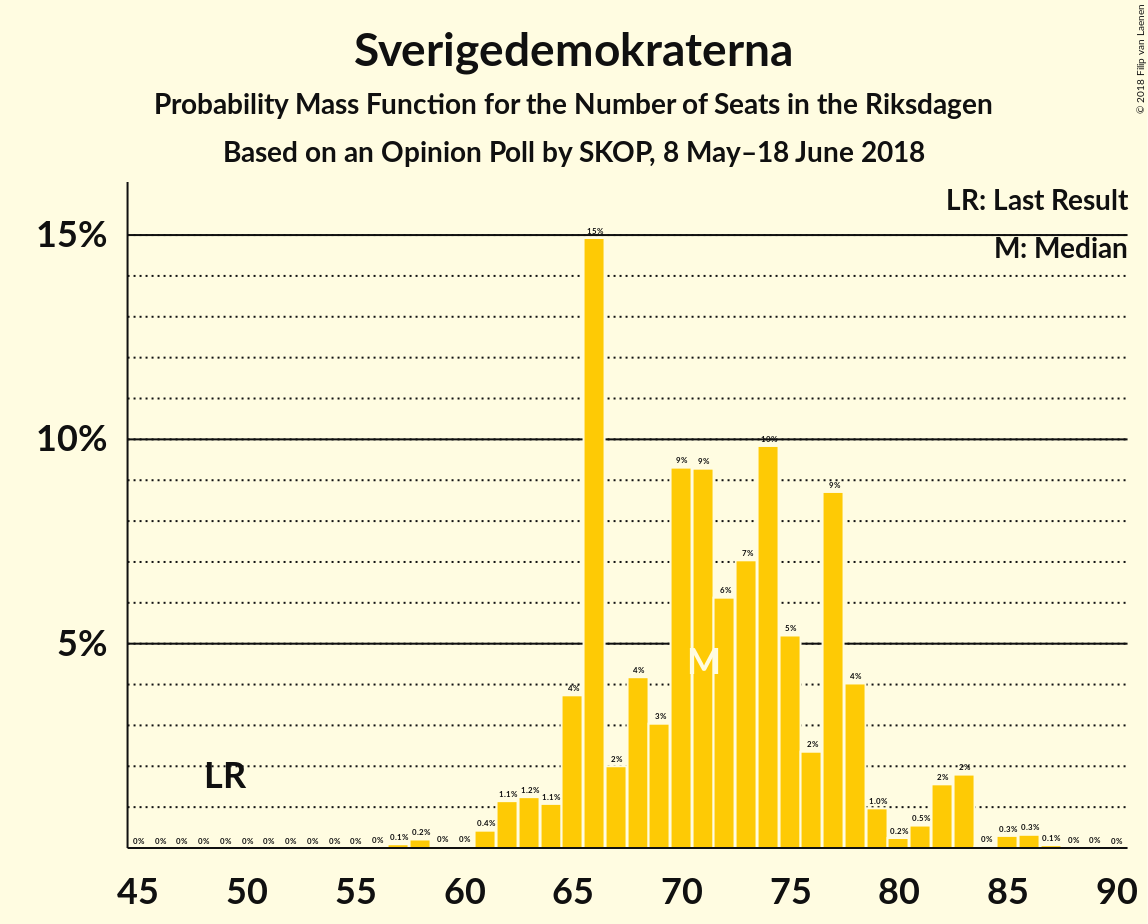 © 2018 Filip van Laenen
Sverigedemokraterna
Probability Mass Function for the Number of Seats in the Riksdagen
Based on an Opinion Poll by SKOP, 8 May–18 June 2018
LR: Last Result
M: Median
15%
10%
5%
0% 0% 0% 0% 0% 0% 0% 0% 0% 0% 0% 0% 0.1% 0.2% 0% 0% 0.4% 1.1% 1.2% 1.1% 4% 15% 2% 4% 3% 9% 9% 6% 7% 10% 5% 2% 9% 4% 1.0% 0.2% 0.5% 2% 2% 0% 0.3% 0.3% 0.1% 0% 0% 0%
M
LR
45 50 55 60 65 70 75 80 85 90